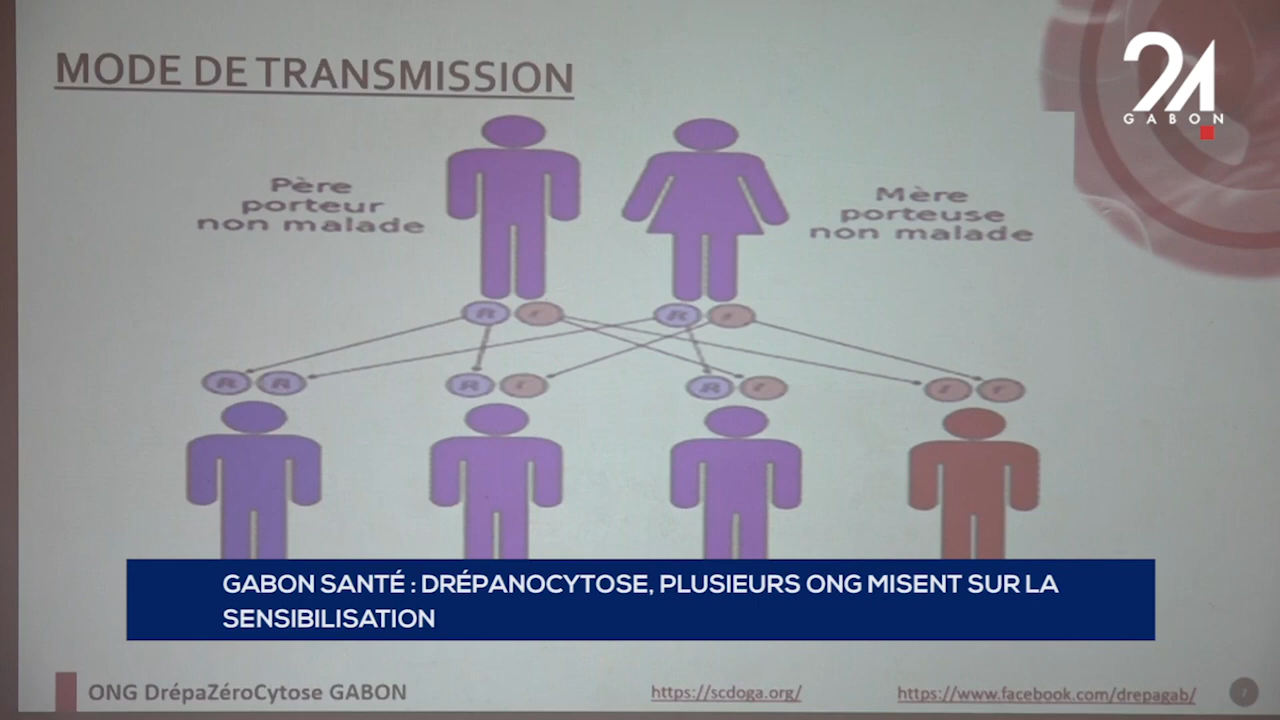 MODE DE TRANSMISSION
24
GABON
Père
porteur
non malade
Mère
porteuse
non malade
R r R r
R R R r R r r r
GABON SANTÉ : DRÉPANOCYTOSE, PLUSIEURS ONG MISENT SUR LA
SENSIBILISATION
ONG DrépaZéroCytose GABON
https://scdoga.org/
https://www.facebook.com/drepagab/
7